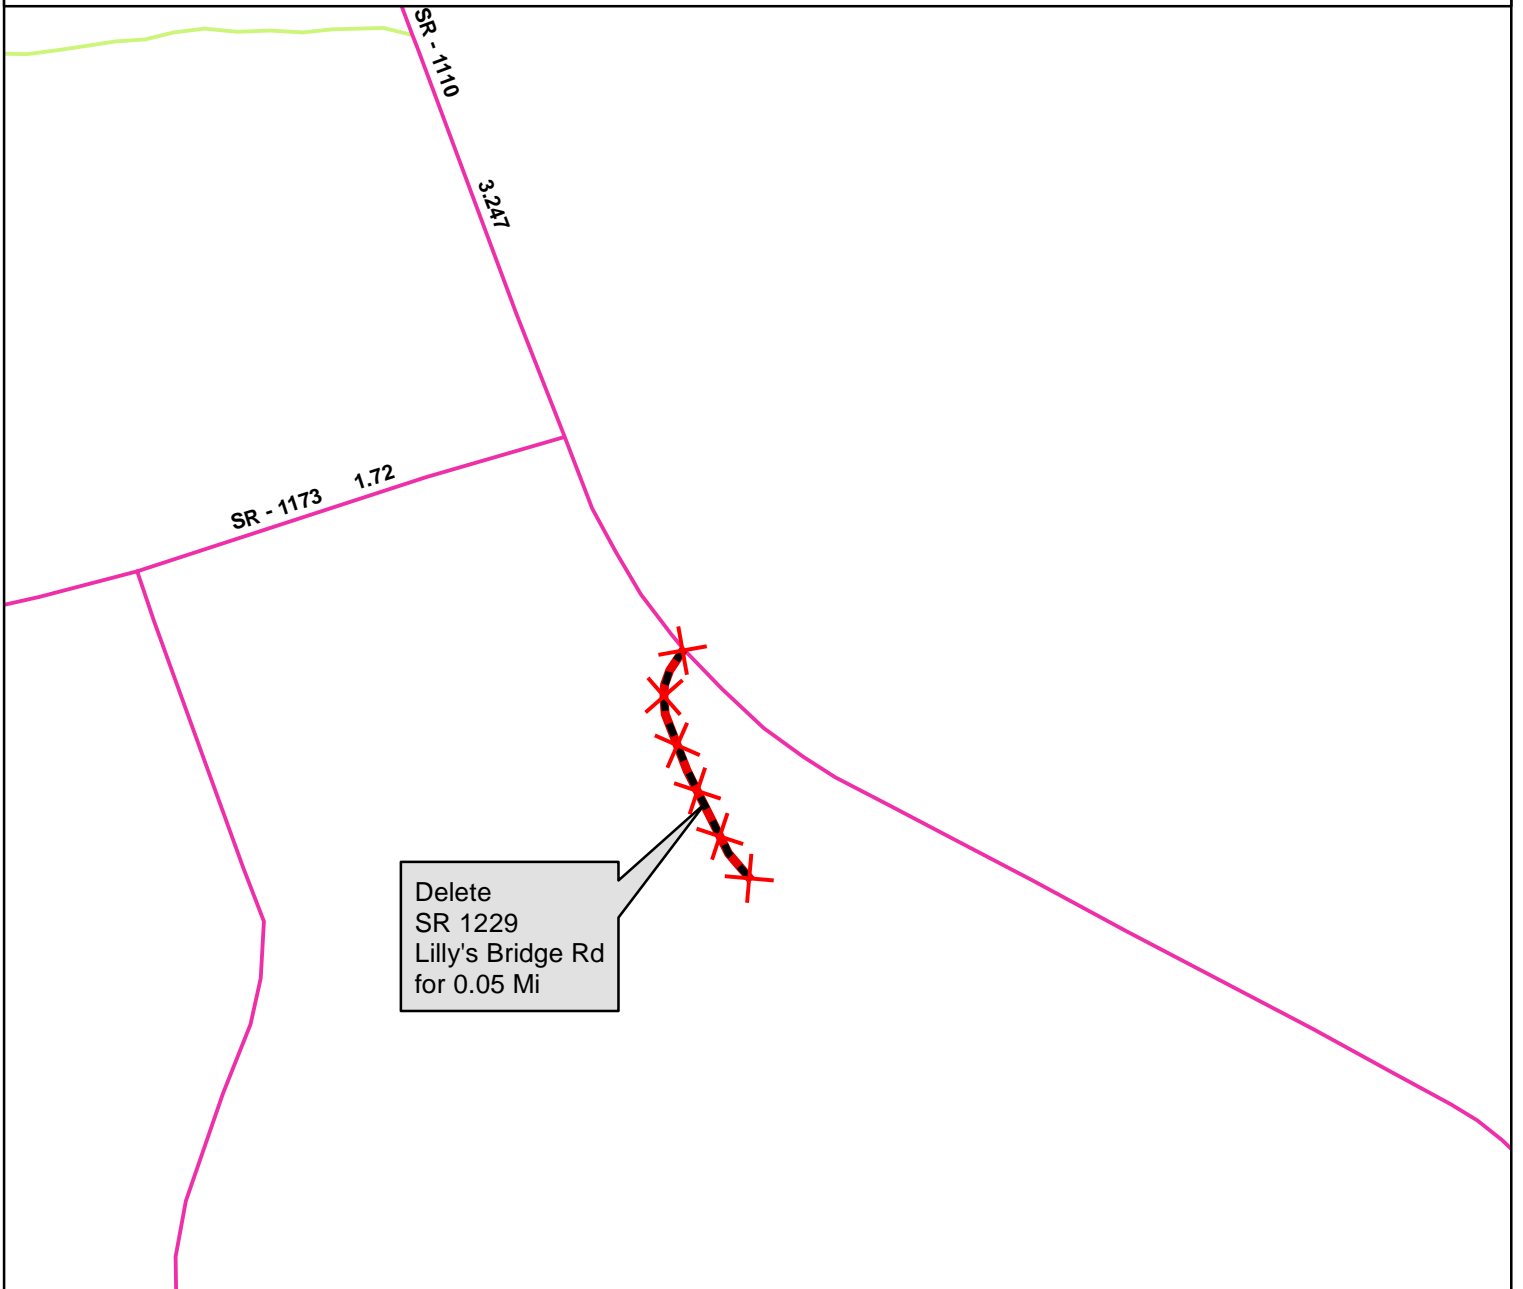 SR - 1110
3.247
SR - 1173 1.72
Delete
SR 1229
Lilly's Bridge Rd
for 0.05 Mi